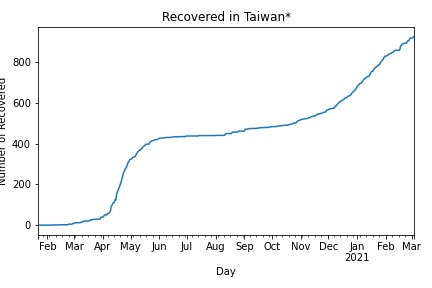 Recovered in Taiwan*
Number of Recovered
800
600
400
200
0
Feb Mar Apr May Jun Jul Aug Sep Oct Nov Dec Jan Feb Mar
2021
Day